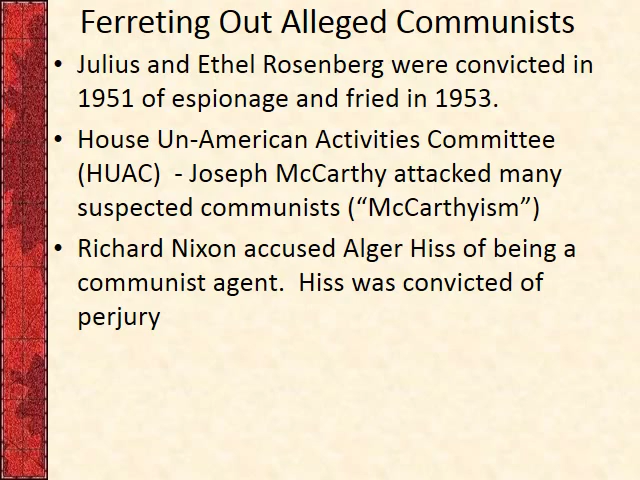 Ferreting Out Alleged Communists
• Julius and Ethel Rosenberg were convicted in
1951 of espionage and fried in 1953.
• House Un-American Activities Committee
(HUAC)  - Joseph McCarthy attacked many
suspected communists (“McCarthyism”)
• Richard Nixon accused Alger Hiss of being a
communist agent.  Hiss was convicted of
perjury